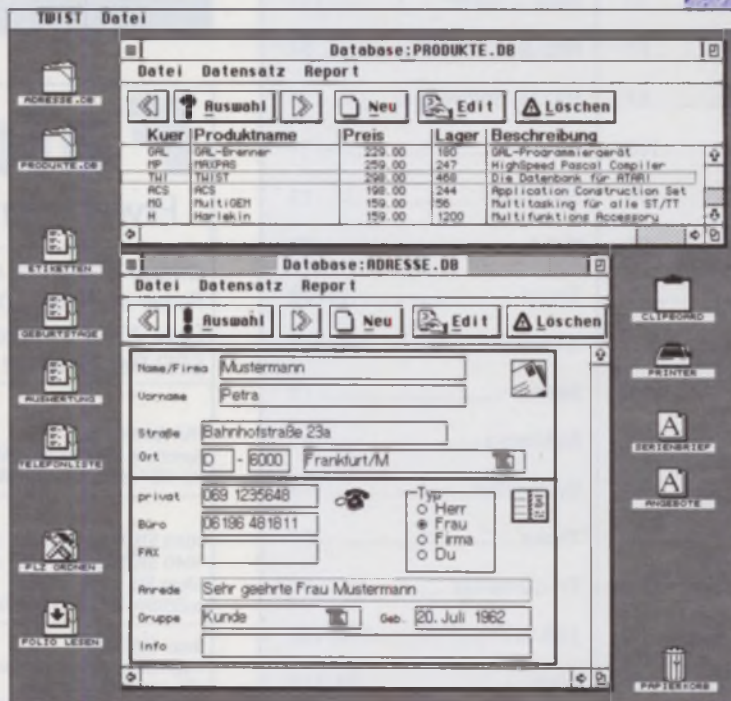 TWIST Datei
ADRESSE.DB
PRODUKTE.DB
ETIKETTEN
GEBURTSTAGE
AUSWERTUNG
TELEFONLISTE
PLZ ORDNEN
FOLIO LESEN
Database:PRODUKTE.DB
Datei Datensatz Report
Auswahl Neu Edit Löschen
Kuer Produktname Preis Lager Beschreibung
GAL GAL-Brenner 229.00 180 GAL-Programmiergerät
MP MAXPAS 259.00 247 HighSpeed Pascal Compiler
TWI TWIST 298.00 468 Die Datenbank für ATARI
ACS ACS 198.00 244 Application Construction Set
MG MultiGEM 159.00 56 Multitasking für alle ST/TT
H Harlekin 159.00 1200 Multifunktions Accessory
Database:ADRESSE.DB
Datei Datensatz Report
Auswahl Neu Edit Löschen
Name/Firma Mustermann
Vorname Petra
Straße Bahnhofstraße 23a
Ort D - 6000 Frankfurt/M
privat 069 1235648
Büro 06196 481811
FAX
Typ
Herr
Frau
Firma
Du
Anrede Sehr geehrte Frau Mustermann
Gruppe Kunde Geb. 20. Juli 1962
Info
CLIPBOARD
PRINTER
SERIENBRIEF
ANGEBOTE
PAPIERKORB